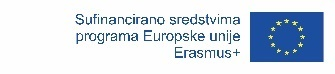 Sufinancirano sredstvima
programa Europske unije
Erasmus+